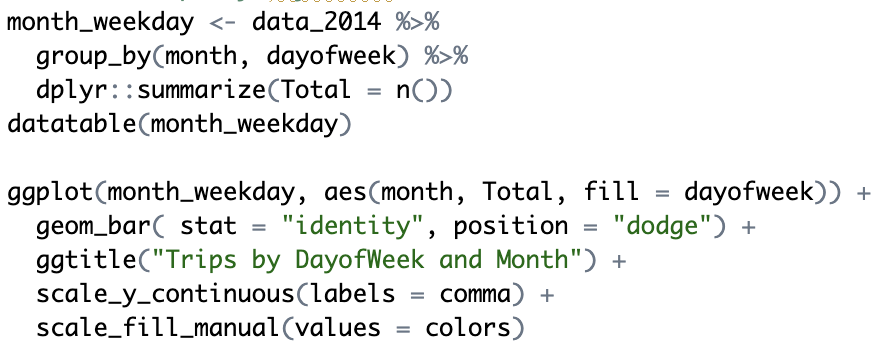 month_weekday <- data_2014 %>%
  group_by(month, dayofweek) %>%
  dplyr::summarize(Total = n())
datatable(month_weekday)

ggplot(month_weekday, aes(month, Total, fill = dayofweek)) +
  geom_bar( stat = "identity", position = "dodge") +
  ggtitle("Trips by DayofWeek and Month") +
  scale_y_continuous(labels = comma) +
  scale_fill_manual(values = colors)